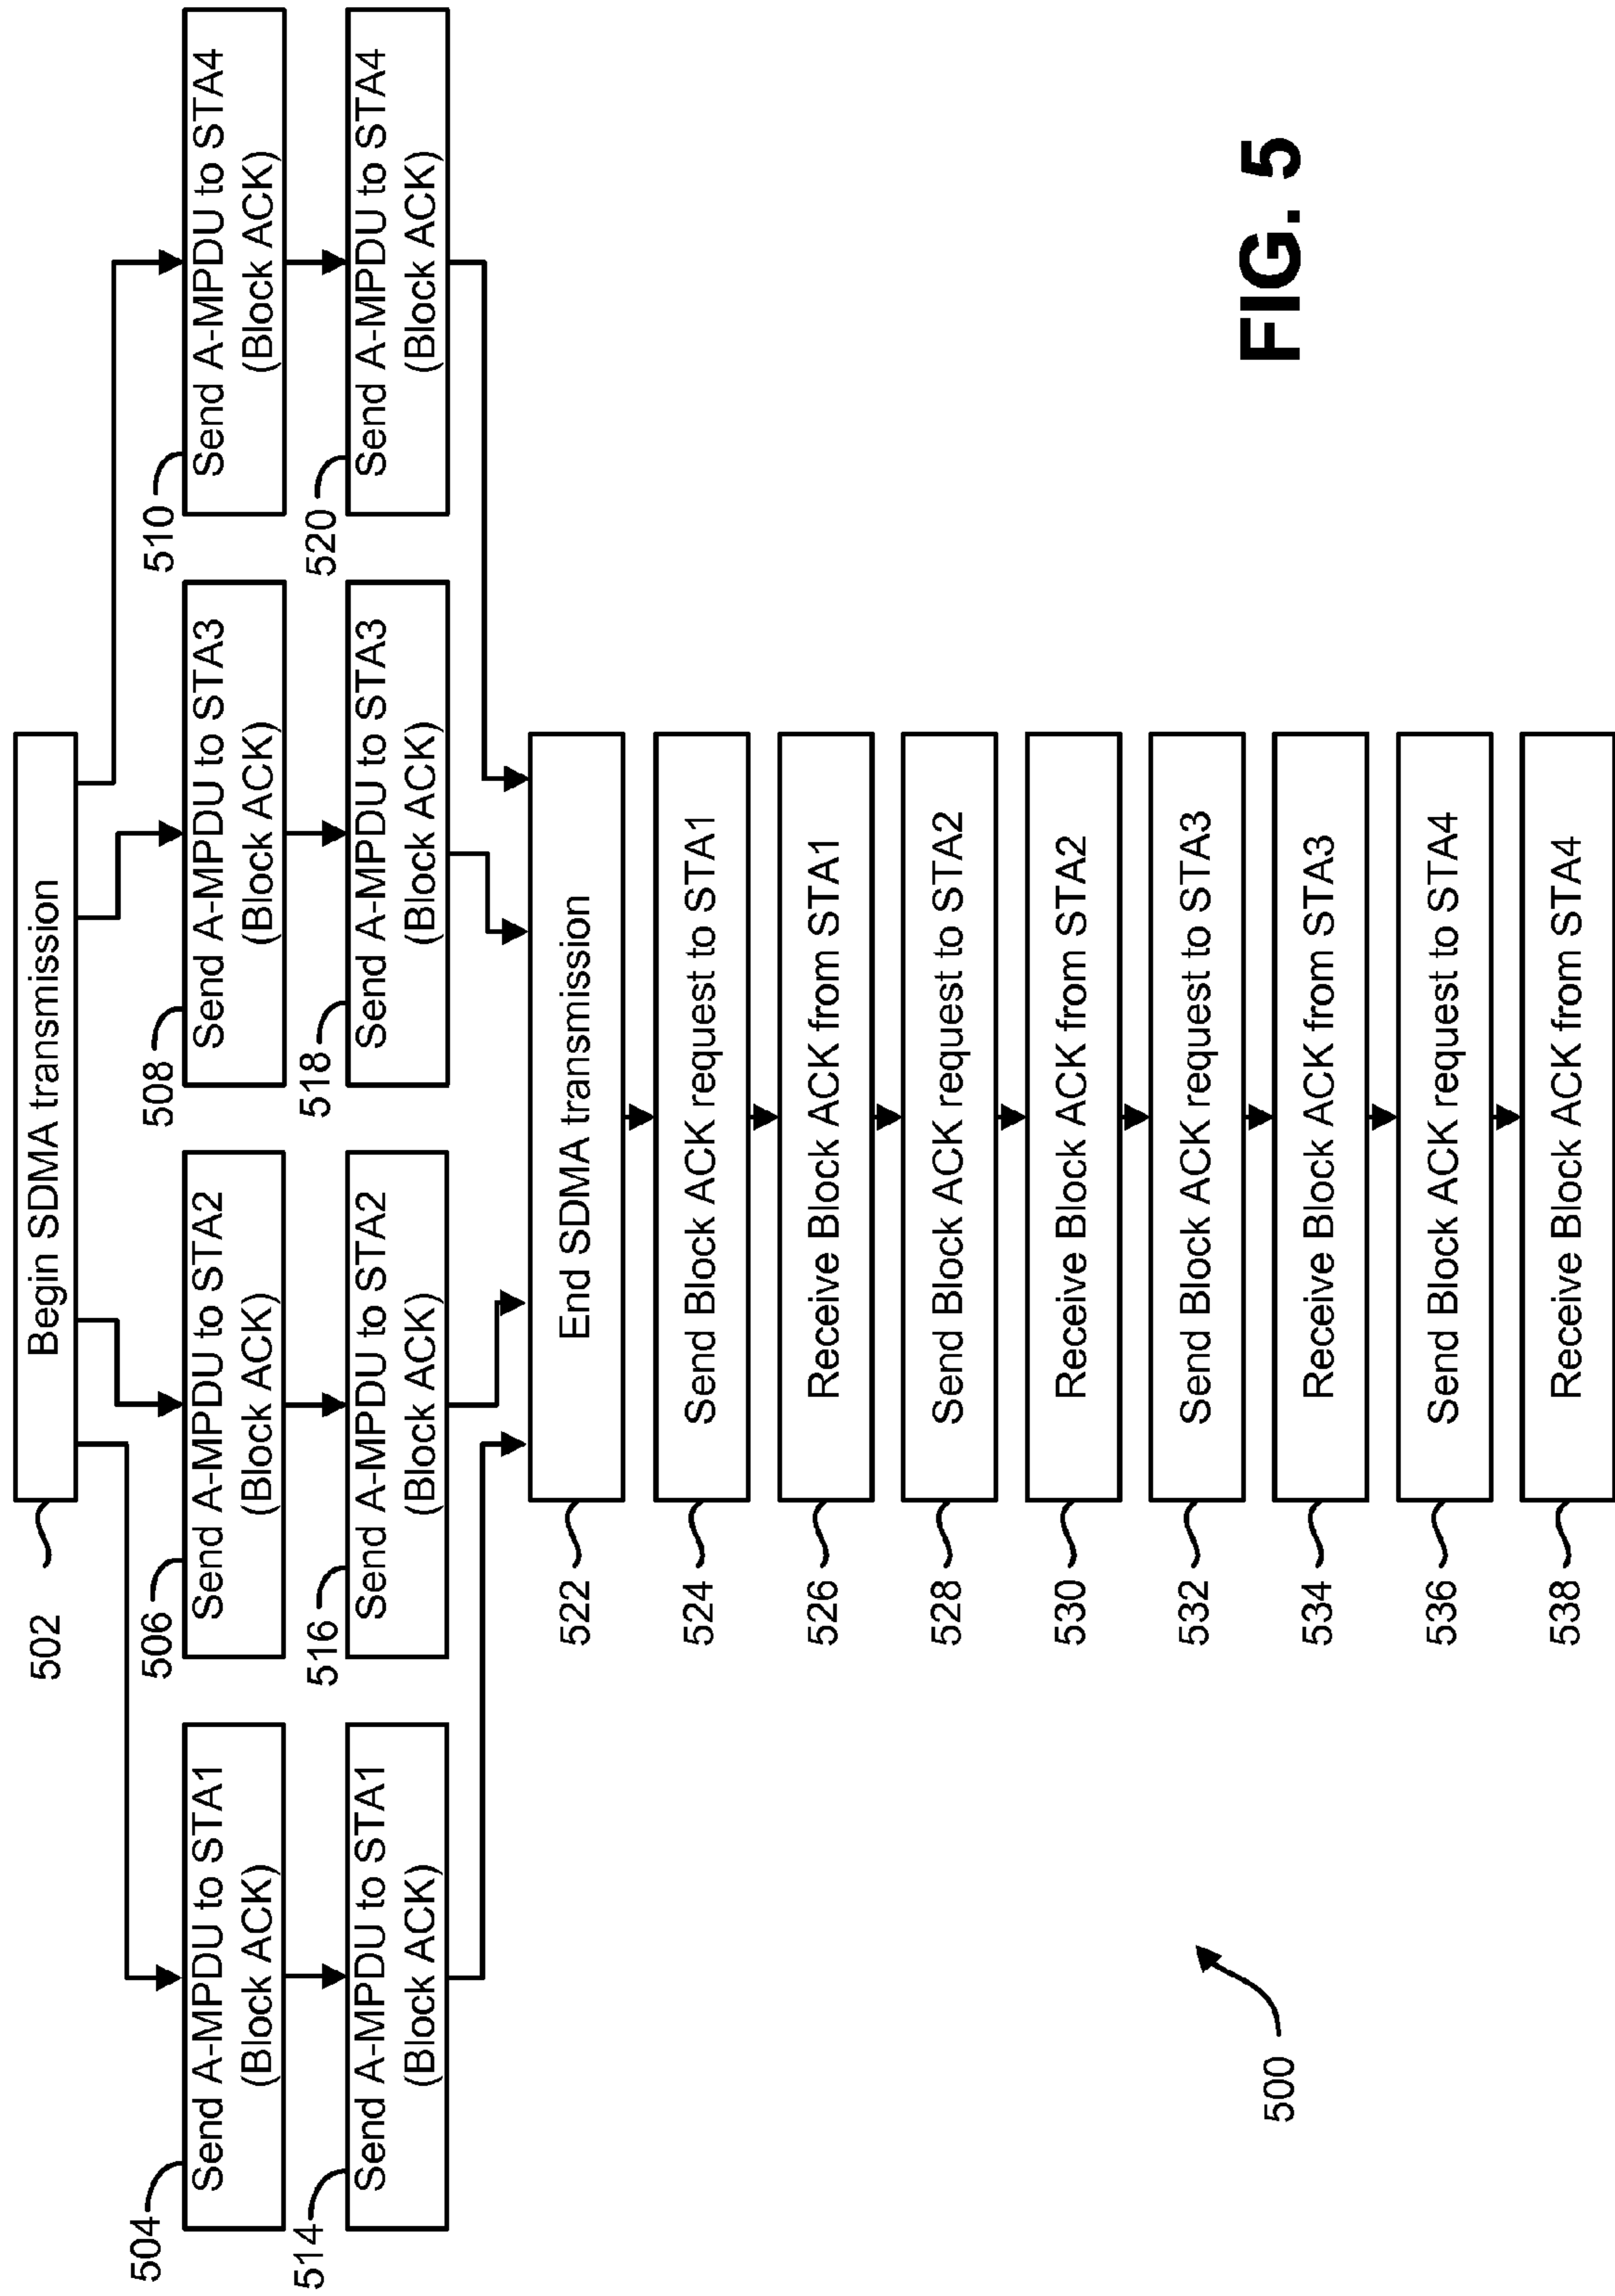 502
Begin SDMA transmission
504
Send A-MPDU to STA1
(Block ACK)
506
Send A-MPDU to STA2
(Block ACK)
508
Send A-MPDU to STA3
(Block ACK)
510
Send A-MPDU to STA4
(Block ACK)
514
Send A-MPDU to STA1
(Block ACK)
516
Send A-MPDU to STA2
(Block ACK)
518
Send A-MPDU to STA3
(Block ACK)
520
Send A-MPDU to STA4
(Block ACK)
522
End SDMA transmission
524
Send Block ACK request to STA1
526
Receive Block ACK from STA1
528
Send Block ACK request to STA2
530
Receive Block ACK from STA2
532
Send Block ACK request to STA3
534
Receive Block ACK from STA3
536
Send Block ACK request to STA4
538
Receive Block ACK from STA4
500
FIG. 5